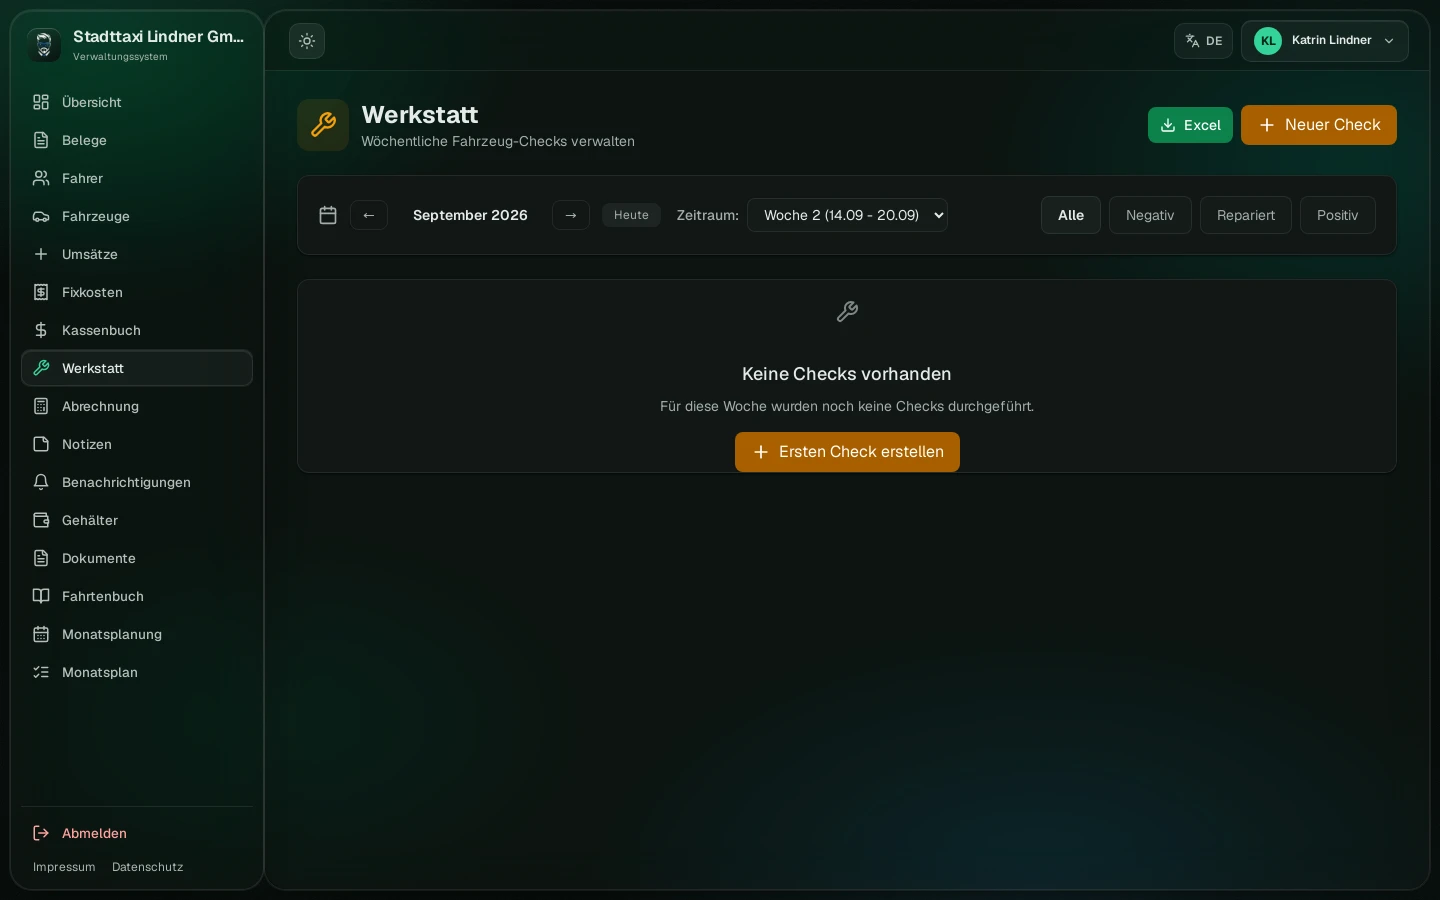 Stadttaxi Lindner Gm...
Verwaltungssystem
Übersicht
Belege
Fahrer
Fahrzeuge
Umsätze
Fixkosten
Kassenbuch
Werkstatt
Abrechnung
Notizen
Benachrichtigungen
Gehälter
Dokumente
Fahrtenbuch
Monatsplanung
Monatsplan
Abmelden
Impressum Datenschutz
DE
KL Katrin Lindner
Werkstatt
Wöchentliche Fahrzeug-Checks verwalten
Excel
+ Neuer Check
← September 2026 → Heute Zeitraum: Woche 2 (14.09 - 20.09) Alle Negativ Repariert Positiv
Keine Checks vorhanden
Für diese Woche wurden noch keine Checks durchgeführt.
+ Ersten Check erstellen